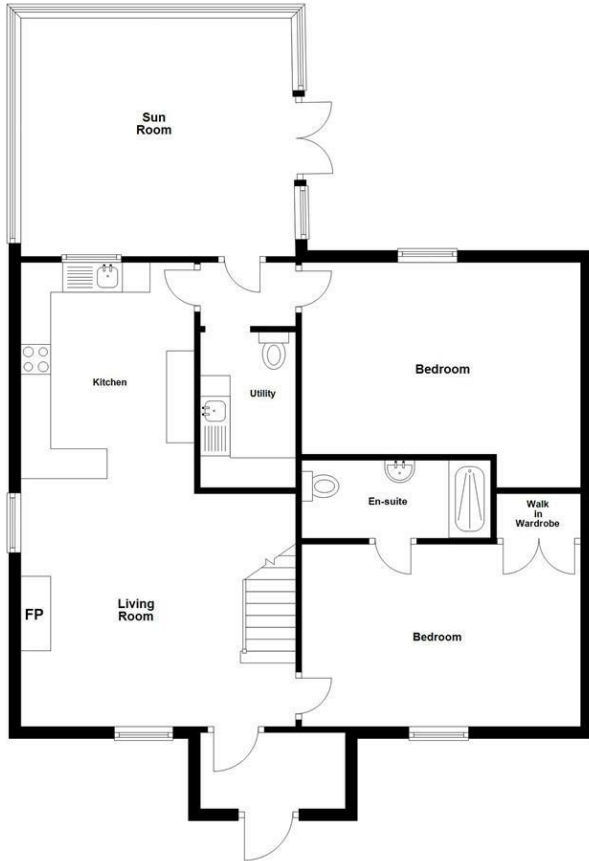 Sun
Room
Kitchen
Utility
Bedroom
En-suite
Walk
in
Wardrobe
FP
Living
Room
Bedroom